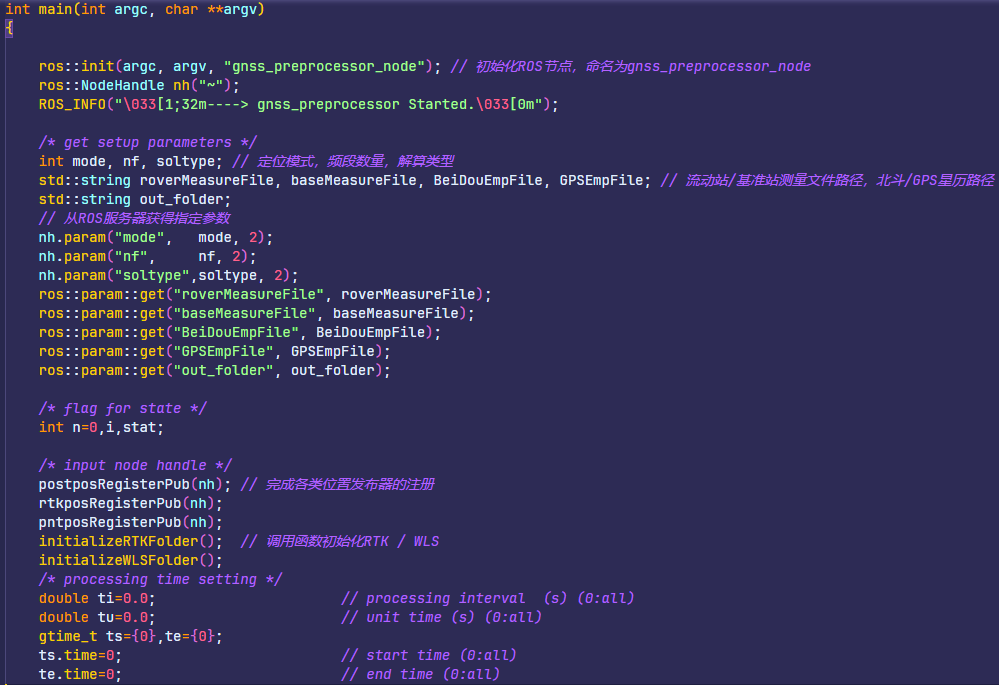 int main(int argc, char **argv)
{
ros::init(argc, argv, "gnss_preprocessor_node"); // 初始化ROS节点，命名为gnss_preprocessor_node
ros::NodeHandle nh("~");
ROS_INFO("\033[1;32m----> gnss_preprocessor Started.\033[0m");
/* get setup parameters */
int mode, nf, soltype; // 定位模式，频段数量，解算类型
std::string roverMeasureFile, baseMeasureFile, BeiDouEmpFile, GPSEmpFile; // 流动站/基准站测量文件路径，北斗/GPS星历路径
std::string out_folder;
// 从ROS服务器获得指定参数
nh.param("mode",   mode, 2);
nh.param("nf",     nf, 2);
nh.param("soltype",soltype, 2);
ros::param::get("roverMeasureFile", roverMeasureFile);
ros::param::get("baseMeasureFile", baseMeasureFile);
ros::param::get("BeiDouEmpFile", BeiDouEmpFile);
ros::param::get("GPSEmpFile", GPSEmpFile);
ros::param::get("out_folder", out_folder);
/* flag for state */
int n=0,i,stat;
/* input node handle */
postposRegisterPub(nh); // 完成各类位置发布器的注册
rtkposRegisterPub(nh);
pntposRegisterPub(nh);
initializeRTKFolder();  // 调用函数初始化RTK / WLS
initializeWLSFolder();
/* processing time setting */
double ti=0.0;                      // processing interval  (s) (0:all)
double tu=0.0;                      // unit time (s) (0:all)
gtime_t ts={0},te={0};
ts.time=0;                          // start time (0:all)
te.time=0;                          // end time (0:all)